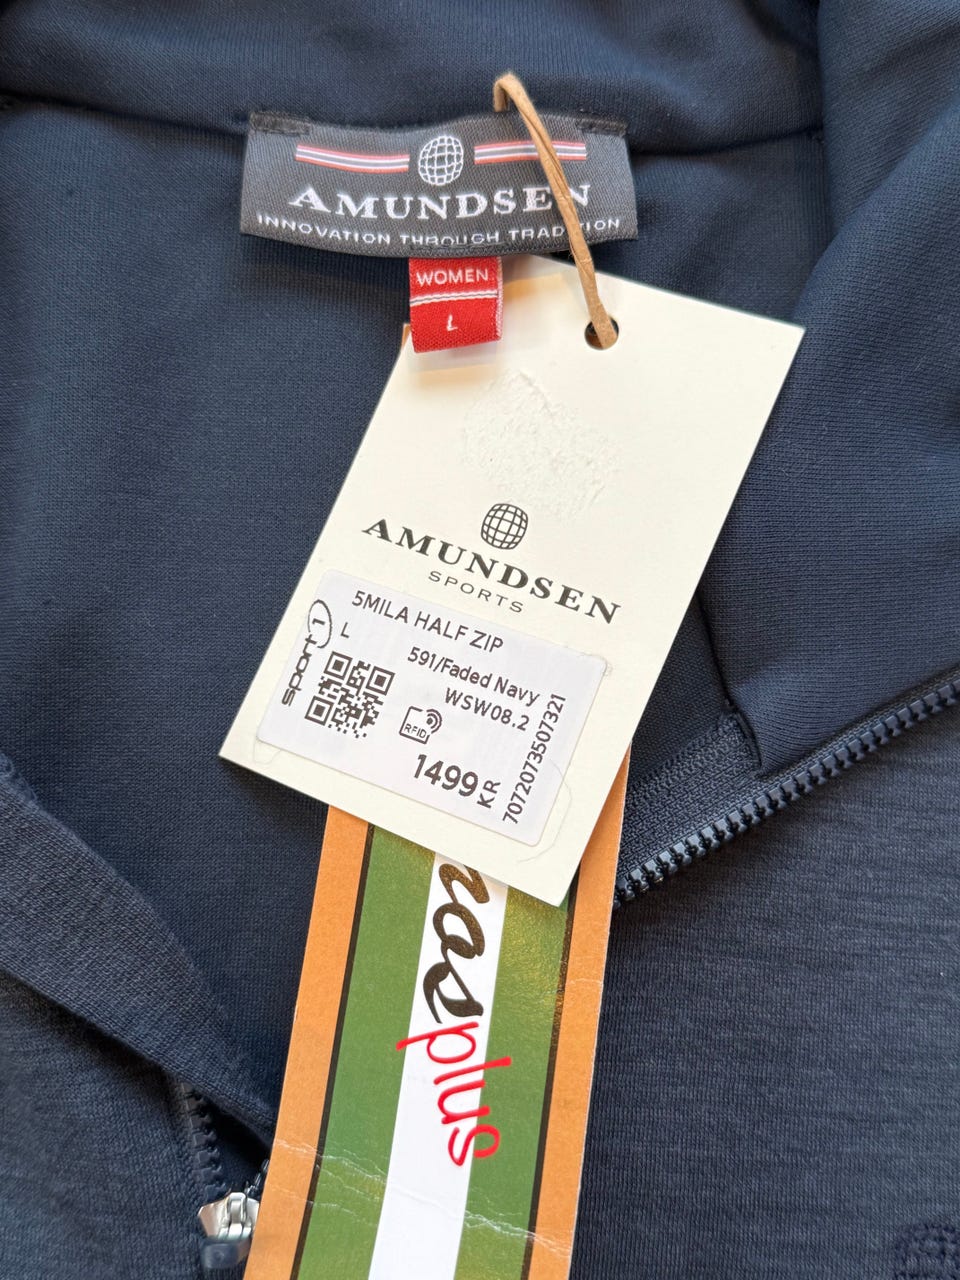 AMUNDSEN
INNOVATION THROUGH TRADITION
WOMEN
L
AMUNDSEN
SPORTS
sport 1
5MILA HALF ZIP
L
591/Faded Navy
WSW08.2
RFID
1499 KR
7072073507321
plus